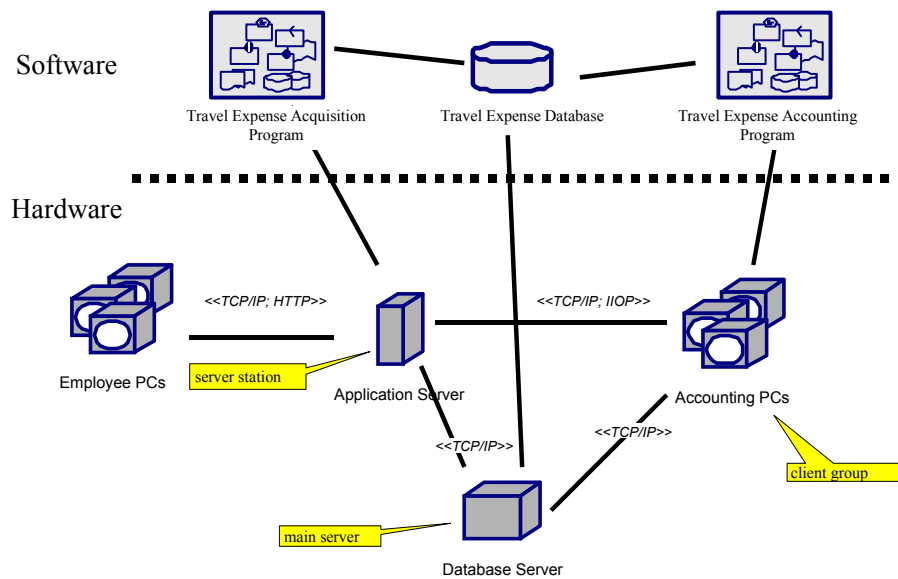 Software
Travel Expense Acquisition
Program
Travel Expense Database
Travel Expense Accounting
Program
Hardware
<<TCP/IP; HTTP>>
<<TCP/IP; IIOP>>
Employee PCs
server station
Application Server
Accounting PCs
<<TCP/IP>>
<<TCP/IP>>
client group
main server
Database Server